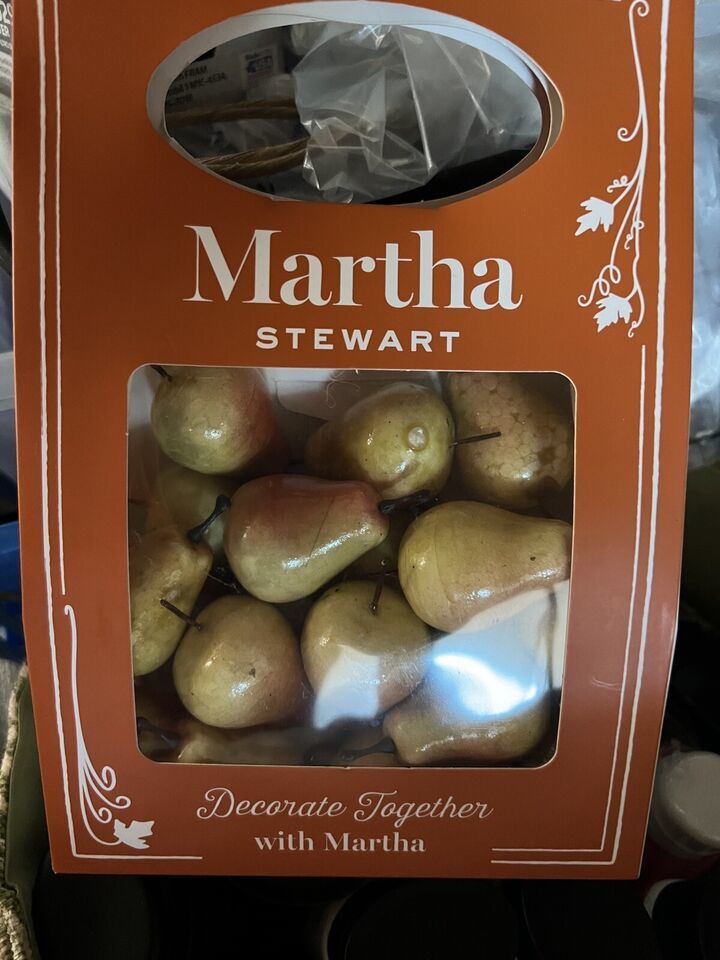 Martha
STEWART
Decorate Together
with Martha